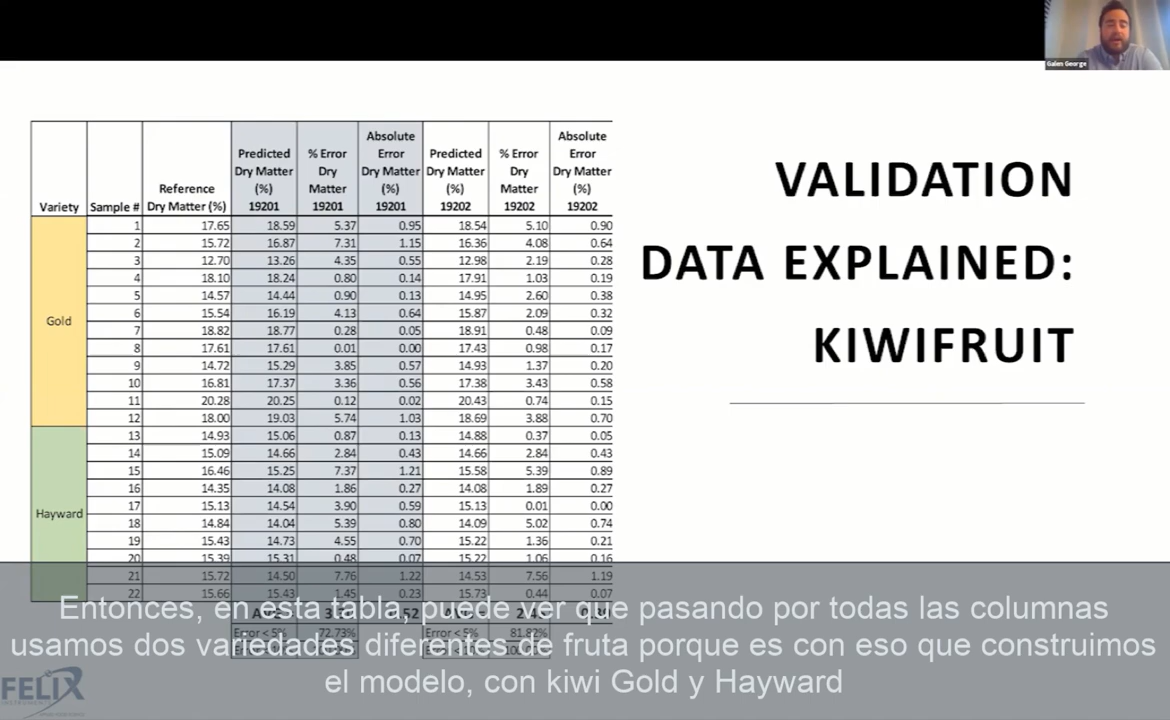 Galen George
VALIDATION
DATA EXPLAINED:
KIWIFRUIT
Variety Sample # Reference Dry Matter (%) Predicted Dry Matter (%) 19201 % Error Dry Matter 19201 Absolute Error Dry Matter (%) 19201 Predicted Dry Matter (%) 19202 % Error Dry Matter 19202 Absolute Error Dry Matter (%) 19202
Gold
1 17.65 18.59 5.37 0.95 18.54 5.10 0.90
2 15.72 16.87 7.31 1.15 16.36 4.08 0.64
3 12.70 13.26 4.35 0.55 12.98 2.19 0.28
4 18.10 18.24 0.80 0.14 17.91 1.03 0.19
5 14.57 14.44 0.90 0.13 14.95 2.60 0.38
6 15.54 16.19 4.13 0.64 15.87 2.09 0.32
7 18.82 18.77 0.28 0.05 18.91 0.48 0.09
8 17.61 17.61 0.01 0.00 17.43 0.98 0.17
9 14.72 15.29 3.85 0.57 14.93 1.37 0.20
10 16.81 17.37 3.36 0.56 17.38 3.43 0.58
11 20.28 20.25 0.12 0.02 20.43 0.74 0.15
12 18.00 19.03 5.74 1.03 18.69 3.88 0.70
Hayward
13 14.93 15.06 0.87 0.13 14.88 0.37 0.05
14 15.09 14.66 2.84 0.43 14.66 2.84 0.43
15 16.46 15.25 7.37 1.21 15.58 5.39 0.89
16 14.35 14.08 1.86 0.27 14.08 1.89 0.27
17 15.13 14.54 3.90 0.59 15.13 0.01 0.00
18 14.84 14.04 5.39 0.80 14.09 5.02 0.74
19 15.43 14.73 4.55 0.70 15.22 1.36 0.21
20 15.39 15.31 0.48 0.07 15.22 1.06 0.16
21 15.72 14.50 7.76 1.22 14.53 7.56 1.19
22 15.66 15.43 1.45 0.23 15.73 0.44 0.07
Error < 5% 72.73% Error < 5% 81.82%
Entonces, en esta tabla, puede ver que pasando por todas las columnas
usamos dos variedades diferentes de fruta porque es con eso que construimos
el modelo, con kiwi Gold y Hayward
FELIX